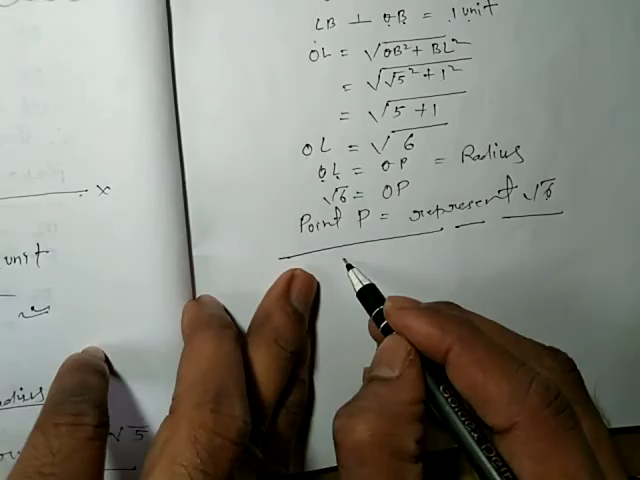 x
unit
√5
LB ⊥ OB = 1 unit
OL = √OB² + BL²
= √√5² + 1²
= √5 + 1
OL = √6
OL = OP = Radius
√6 = OP
Point P = represent √6